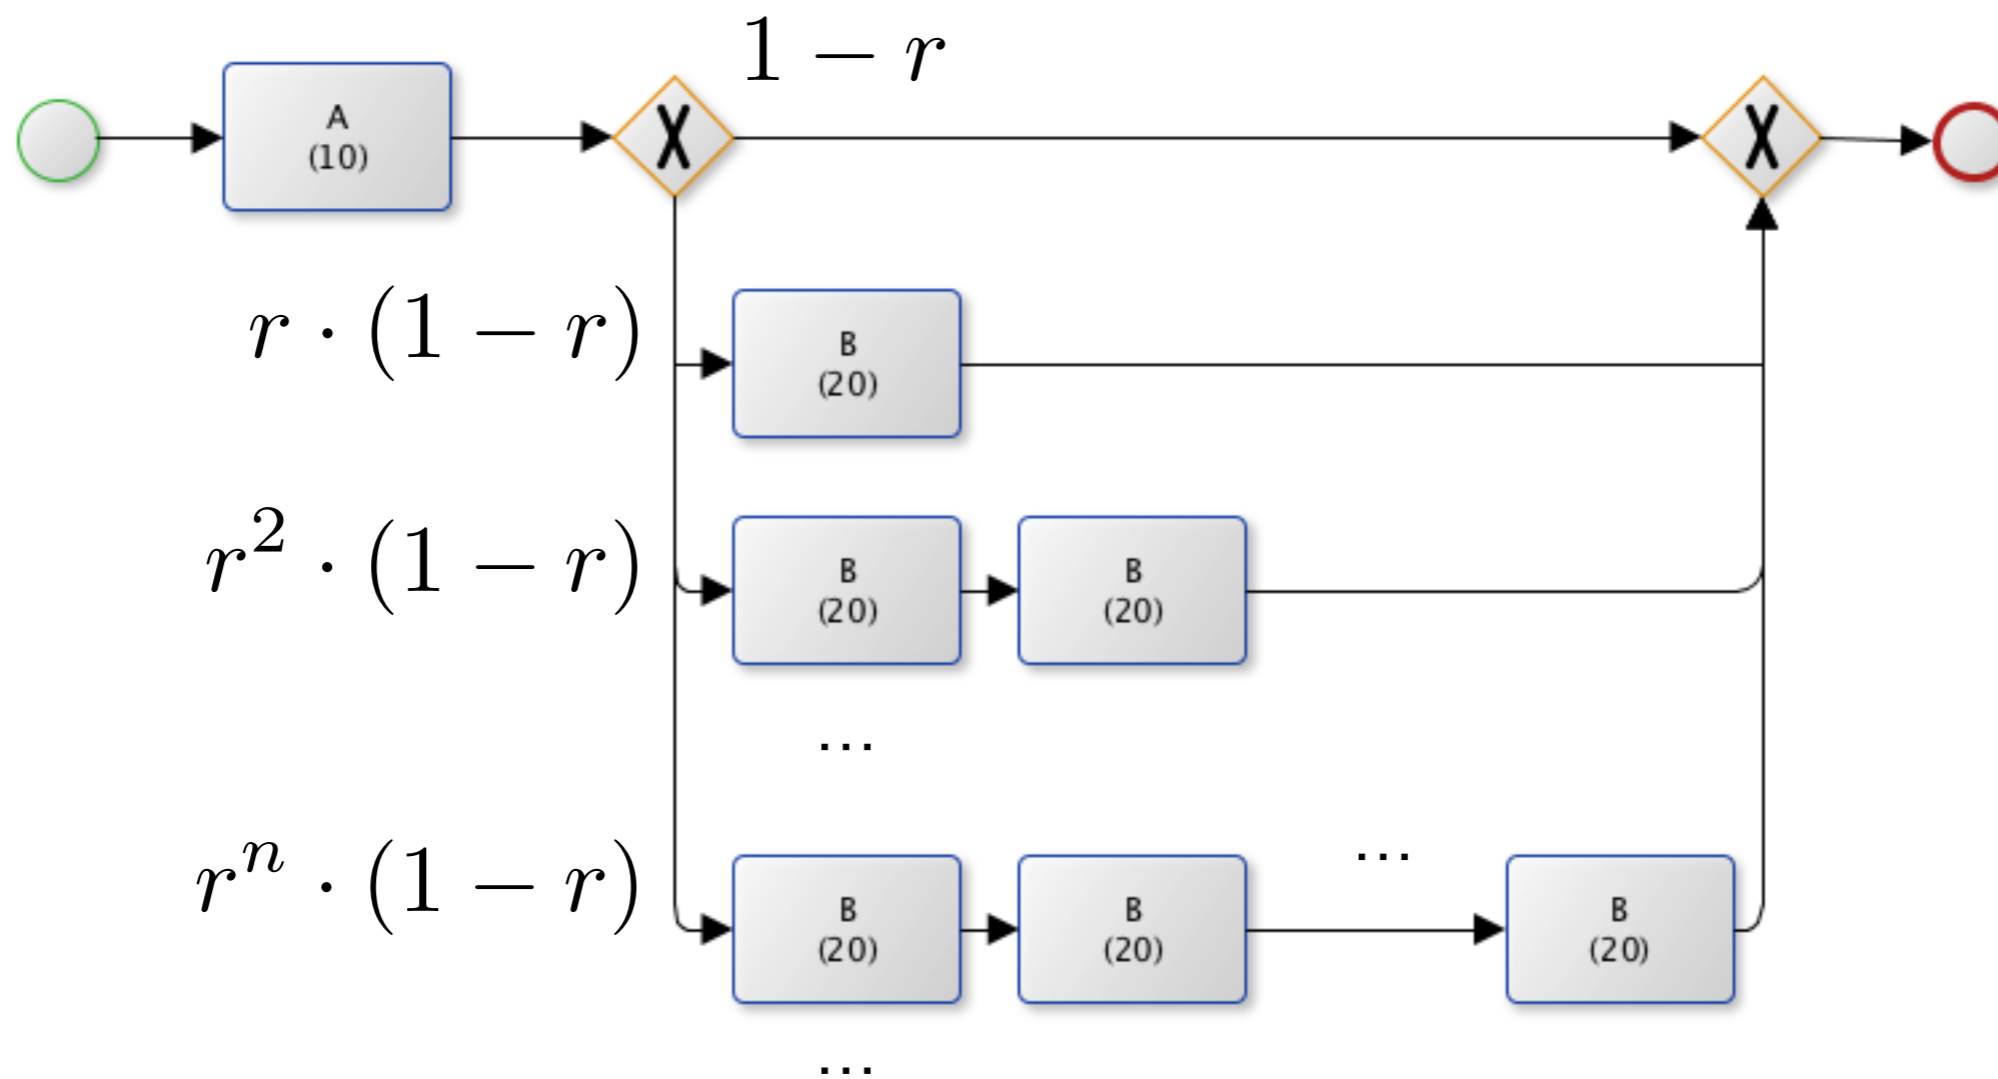 1 − r
A
(10)
X
X
r · (1 − r)
B
(20)
r² · (1 − r)
B
(20)
B
(20)
...
rⁿ · (1 − r)
...
B
(20)
B
(20)
B
(20)
...